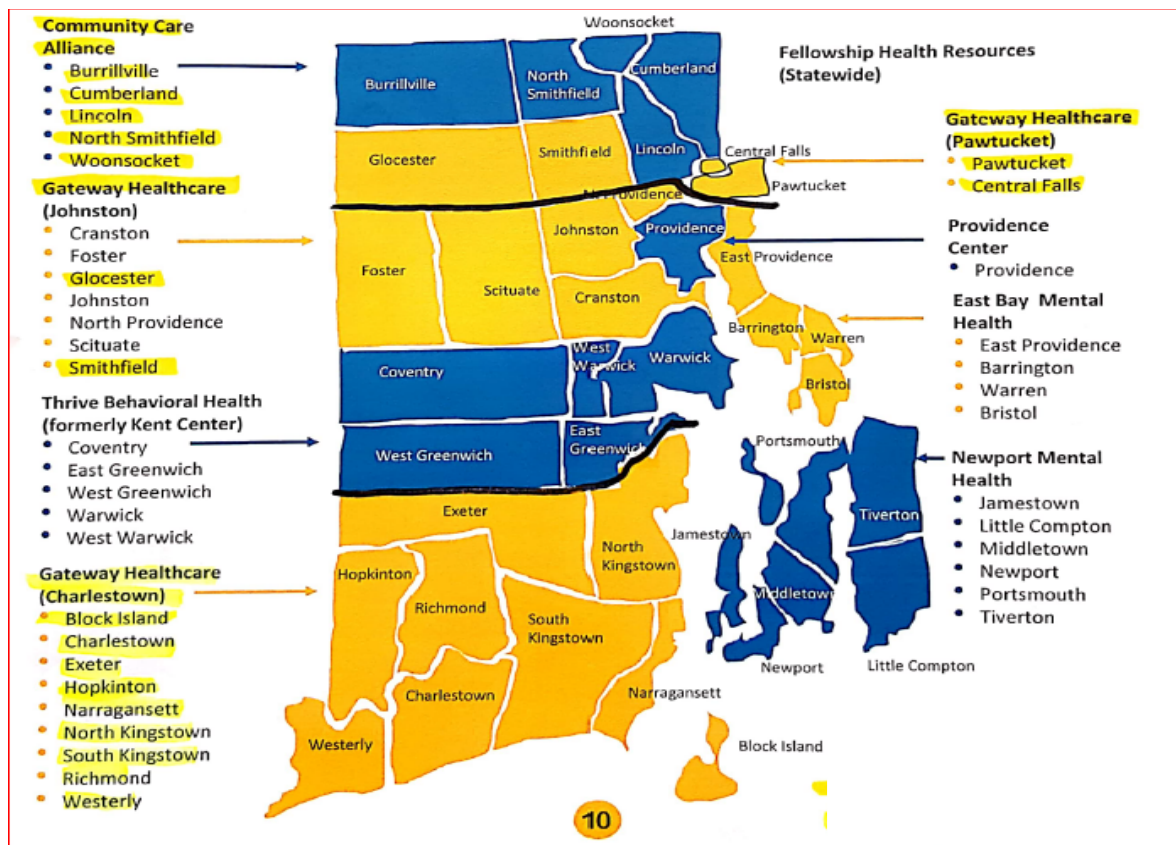 Community Care
Alliance
• Burrillville
• Cumberland
• Lincoln
• North Smithfield
• Woonsocket
Gateway Healthcare
(Johnston)
• Cranston
• Foster
• Glocester
• Johnston
• North Providence
• Scituate
• Smithfield
Thrive Behavioral Health
(formerly Kent Center)
• Coventry
• East Greenwich
• West Greenwich
• Warwick
• West Warwick
Gateway Healthcare
(Charlestown)
• Block Island
• Charlestown
• Exeter
• Hopkinton
• Narragansett
• North Kingstown
• South Kingstown
• Richmond
• Westerly
Woonsocket
Burrillville
North
Smithfield
Cumberland
Glocester
Smithfield
Lincoln
Central Falls
Pawtucket
N. Providence
Foster
Scituate
Johnston
Providence
East Providence
Cranston
Barrington
Warren
Bristol
Coventry
West
Warwick
Warwick
West Greenwich
East
Greenwich
Exeter
North
Kingstown
Hopkinton
Richmond
South
Kingstown
Charlestown
Westerly
Narragansett
Block Island
Portsmouth
Jamestown
Tiverton
Middletown
Newport
Little Compton
Fellowship Health Resources
(Statewide)
Gateway Healthcare
(Pawtucket)
• Pawtucket
• Central Falls
Providence
Center
• Providence
East Bay Mental
Health
• East Providence
• Barrington
• Warren
• Bristol
Newport Mental
Health
• Jamestown
• Little Compton
• Middletown
• Newport
• Portsmouth
• Tiverton
10